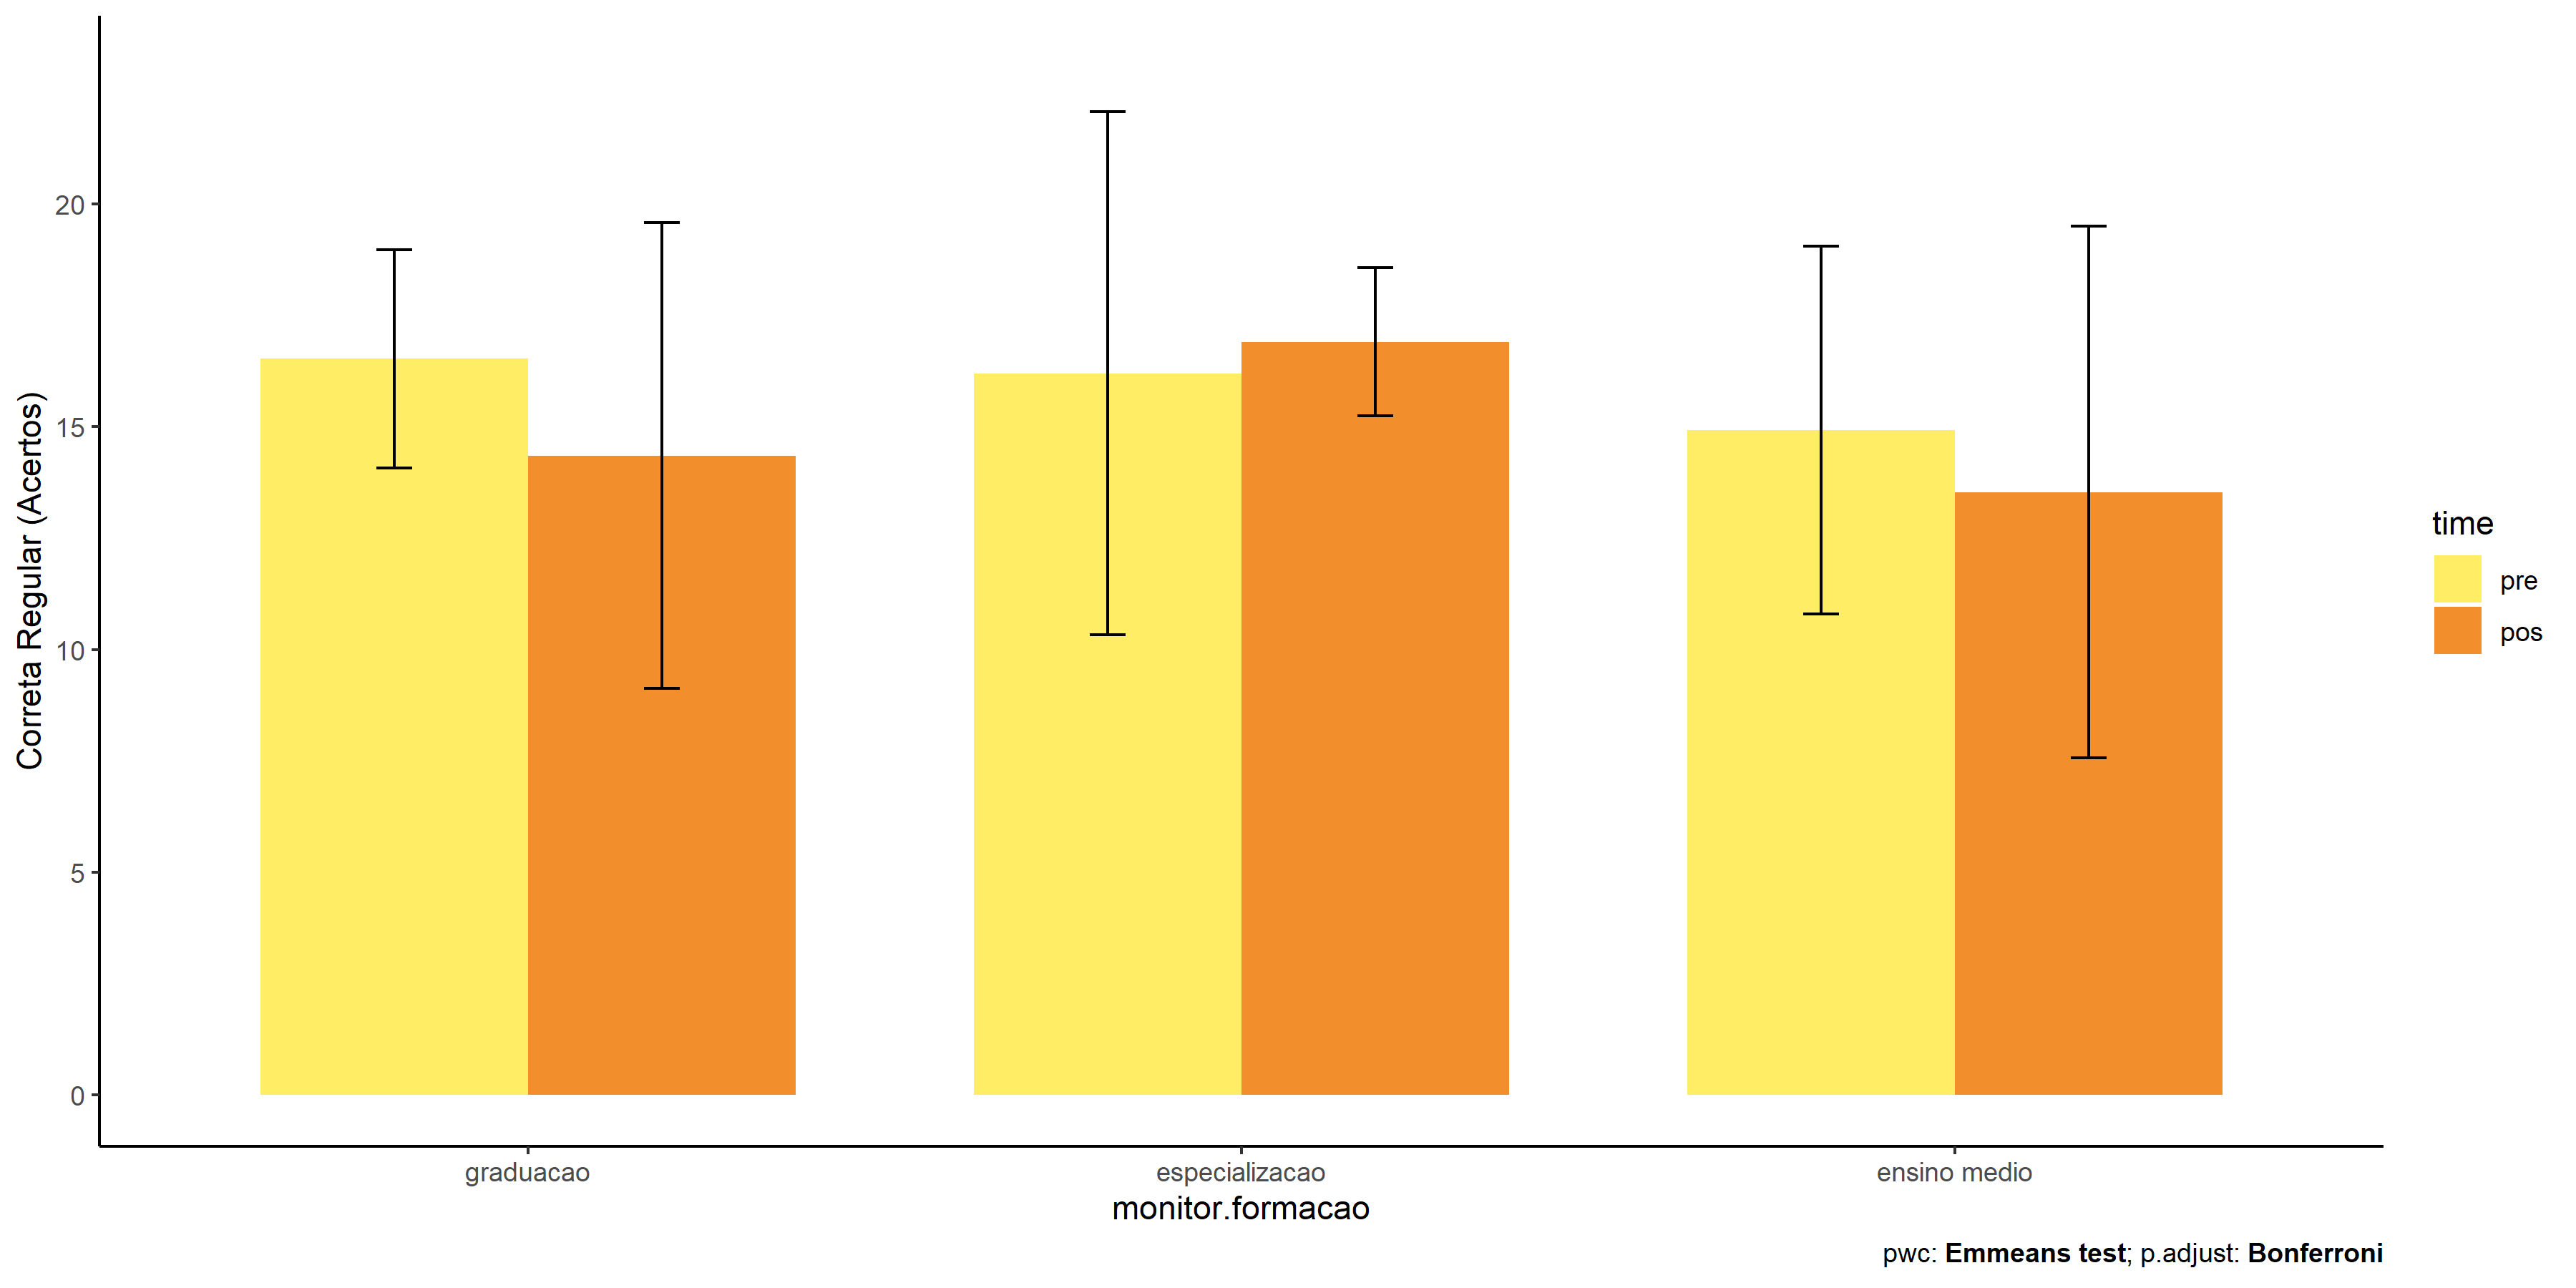 Correta Regular (Acertos)
20
15
10
5
0
graduacao
especializacao
ensino medio
monitor.formacao
time
pre
pos
pwc: Emmeans test; p.adjust: Bonferroni